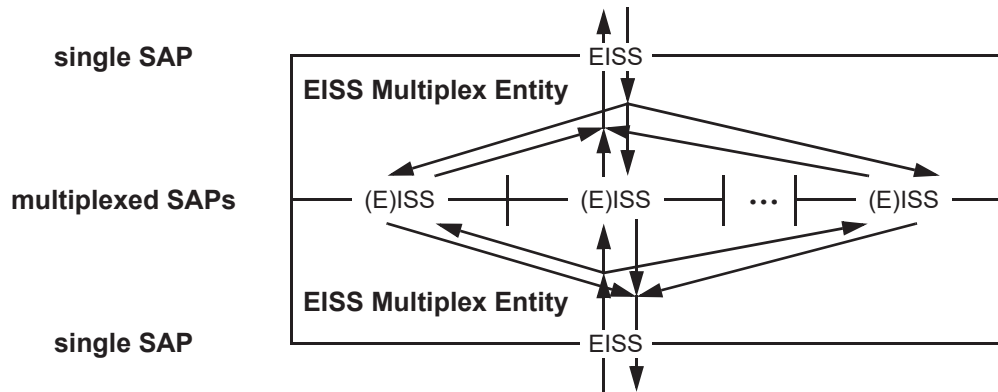 single SAP
EISS
EISS Multiplex Entity
multiplexed SAPs
(E)ISS
(E)ISS
...
(E)ISS
EISS Multiplex Entity
single SAP
EISS